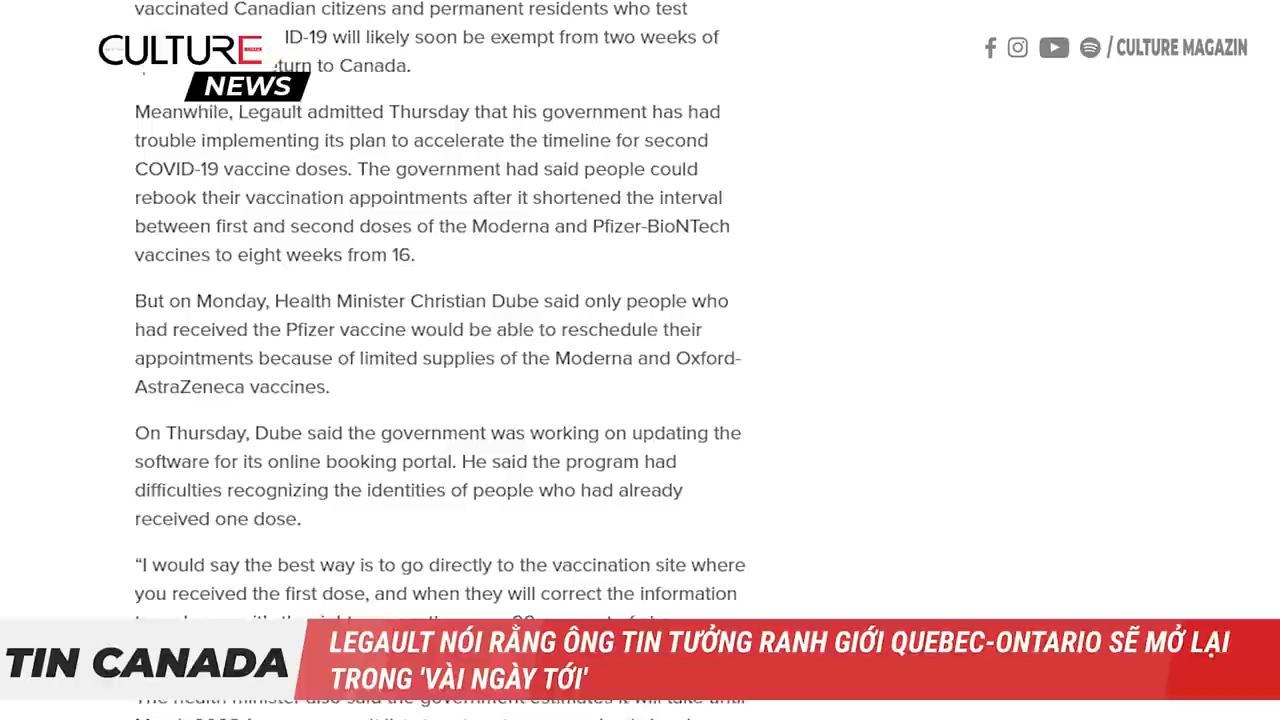 vaccinated Canadian citizens and permanent residents who test
CULTURE
NEWS
ID-19 will likely soon be exempt from two weeks of
turn to Canada.
/ CULTURE MAGAZIN
Meanwhile, Legault admitted Thursday that his government has had
trouble implementing its plan to accelerate the timeline for second
COVID-19 vaccine doses. The government had said people could
rebook their vaccination appointments after it shortened the interval
between first and second doses of the Moderna and Pfizer-BioNTech
vaccines to eight weeks from 16.
But on Monday, Health Minister Christian Dube said only people who
had received the Pfizer vaccine would be able to reschedule their
appointments because of limited supplies of the Moderna and Oxford-
AstraZeneca vaccines.
On Thursday, Dube said the government was working on updating the
software for its online booking portal. He said the program had
difficulties recognizing the identities of people who had already
received one dose.
“I would say the best way is to go directly to the vaccination site where
you received the first dose, and when they will correct the information
TIN CANADA
LEGAULT NÓI RẰNG ÔNG TIN TƯỞNG RANH GIỚI QUEBEC-ONTARIO SẼ MỞ LẠI
TRONG 'VÀI NGÀY TỚI'